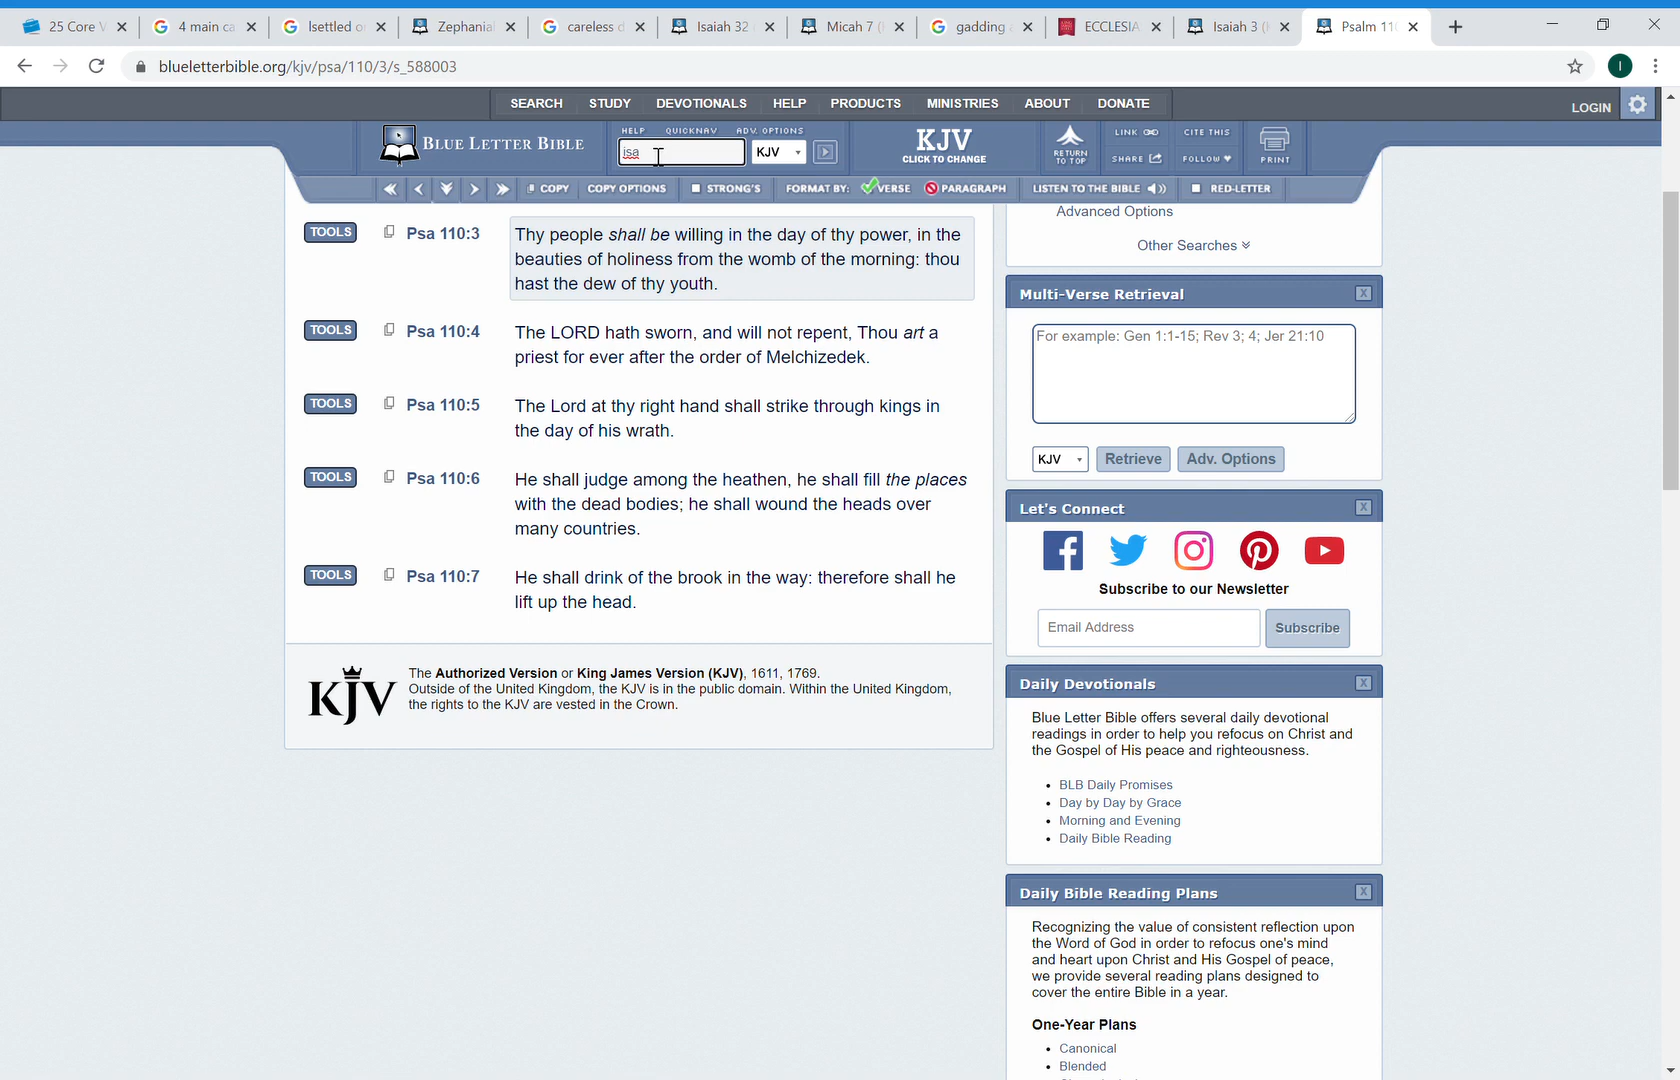 25 Core V
4 main ca
Isettled o
Zephaniah
careless d
Isaiah 32
Micah 7 (
gadding
ECCLESIA
Isaiah 3 (
Psalm 11
blueletterbible.org/kjv/psa/110/3/s_588003
I
SEARCH STUDY DEVOTIONALS HELP PRODUCTS MINISTRIES ABOUT DONATE
LOGIN
BLUE LETTER BIBLE
HELP QUICKNAV ADV. OPTIONS
isa
KJV
KJV
CLICK TO CHANGE
RETURN
TO TOP
LINK
SHARE
CITE THIS
FOLLOW
PRINT
COPY COPY OPTIONS STRONG'S FORMAT BY: VERSE PARAGRAPH LISTEN TO THE BIBLE RED-LETTER
TOOLS Psa 110:3
Thy people shall be willing in the day of thy power, in the
beauties of holiness from the womb of the morning: thou
hast the dew of thy youth.
TOOLS Psa 110:4
The LORD hath sworn, and will not repent, Thou art a
priest for ever after the order of Melchizedek.
TOOLS Psa 110:5
The Lord at thy right hand shall strike through kings in
the day of his wrath.
TOOLS Psa 110:6
He shall judge among the heathen, he shall fill the places
with the dead bodies; he shall wound the heads over
many countries.
TOOLS Psa 110:7
He shall drink of the brook in the way: therefore shall he
lift up the head.
KJV
The Authorized Version or King James Version (KJV), 1611, 1769.
Outside of the United Kingdom, the KJV is in the public domain. Within the United Kingdom,
the rights to the KJV are vested in the Crown.
Advanced Options
Other Searches
Multi-Verse Retrieval
X
For example: Gen 1:1-15; Rev 3; 4; Jer 21:10
KJV Retrieve Adv. Options
Let's Connect
X
Subscribe to our Newsletter
Email Address Subscribe
Daily Devotionals
X
Blue Letter Bible offers several daily devotional
readings in order to help you refocus on Christ and
the Gospel of His peace and righteousness.
BLB Daily Promises
Day by Day by Grace
Morning and Evening
Daily Bible Reading
Daily Bible Reading Plans
X
Recognizing the value of consistent reflection upon
the Word of God in order to refocus one's mind
and heart upon Christ and His Gospel of peace,
we provide several reading plans designed to
cover the entire Bible in a year.
One-Year Plans
Canonical
Blended